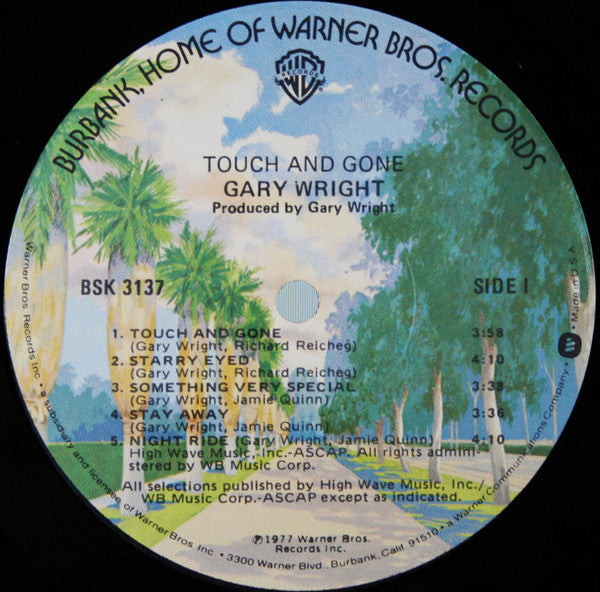 BURBANK, HOME OF WARNER BROS. RECORDS
WB
RECORDS
TOUCH AND GONE
GARY WRIGHT
Produced by Gary Wright
BSK 3137
SIDE I
1. TOUCH AND GONE 3:58
(Gary Wright, Richard Reicheg)
2. STARRY EYED 4:10
(Gary Wright, Richard Reicheg)
3. SOMETHING VERY SPECIAL 3:38
(Gary Wright, Jamie Quinn)
4. STAY AWAY 3:36
(Gary Wright, Jamie Quinn)
5. NIGHT RIDE (Gary Wright, Jamie Quinn) 4:10
High Wave Music, Inc.-ASCAP. All rights admini-
stered by WB Music Corp.
All selections published by High Wave Music, Inc./
WB Music Corp.-ASCAP except as indicated.
℗1977 Warner Bros.
Records Inc.
Warner Bros. Records Inc. • a subsidiary and licensee of Warner Bros. Inc. • 3300 Warner Blvd., Burbank, Calif. 91510 • a Warner Communications Company •
• Made in U.S.A.